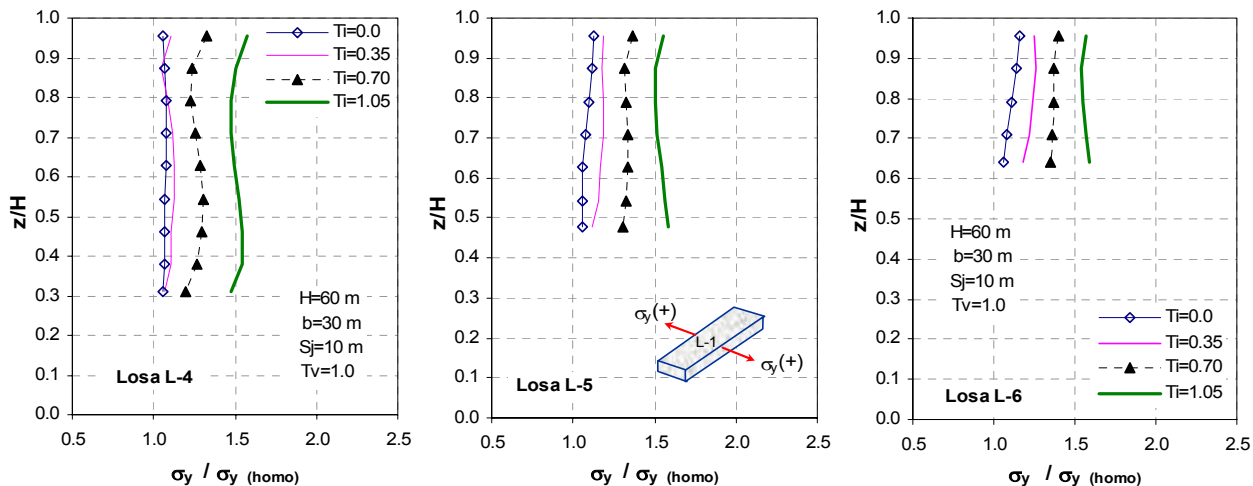 z/H
1.0
0.9
0.8
0.7
0.6
0.5
0.4
0.3
0.2
0.1
0.0
Ti=0.0
Ti=0.35
Ti=0.70
Ti=1.05
H=60 m
b=30 m
Sj=10 m
Tv=1.0
Losa L-4
0.5 1.0 1.5 2.0 2.5
σy / σy (homo)
z/H
1.0
0.9
0.8
0.7
0.6
0.5
0.4
0.3
0.2
0.1
0.0
σy(+)
L-1
σy(+)
Losa L-5
0.5 1.0 1.5 2.0 2.5
σy / σy (homo)
z/H
1.0
0.9
0.8
0.7
0.6
0.5
0.4
0.3
0.2
0.1
0.0
H=60 m
b=30 m
Sj=10 m
Tv=1.0
Ti=0.0
Ti=0.35
Ti=0.70
Ti=1.05
Losa L-6
0.5 1.0 1.5 2.0 2.5
σy / σy (homo)